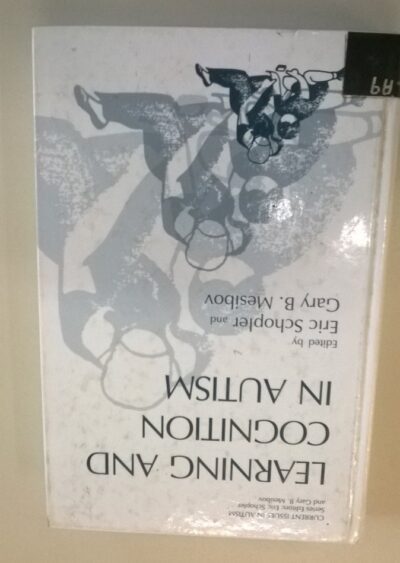 CURRENT ISSUES IN AUTISM
Series Editors: Eric Schopler
and Gary B. Mesibov
LEARNING AND
COGNITION
IN AUTISM
Edited by
Eric Schopler and
Gary B. Mesibov